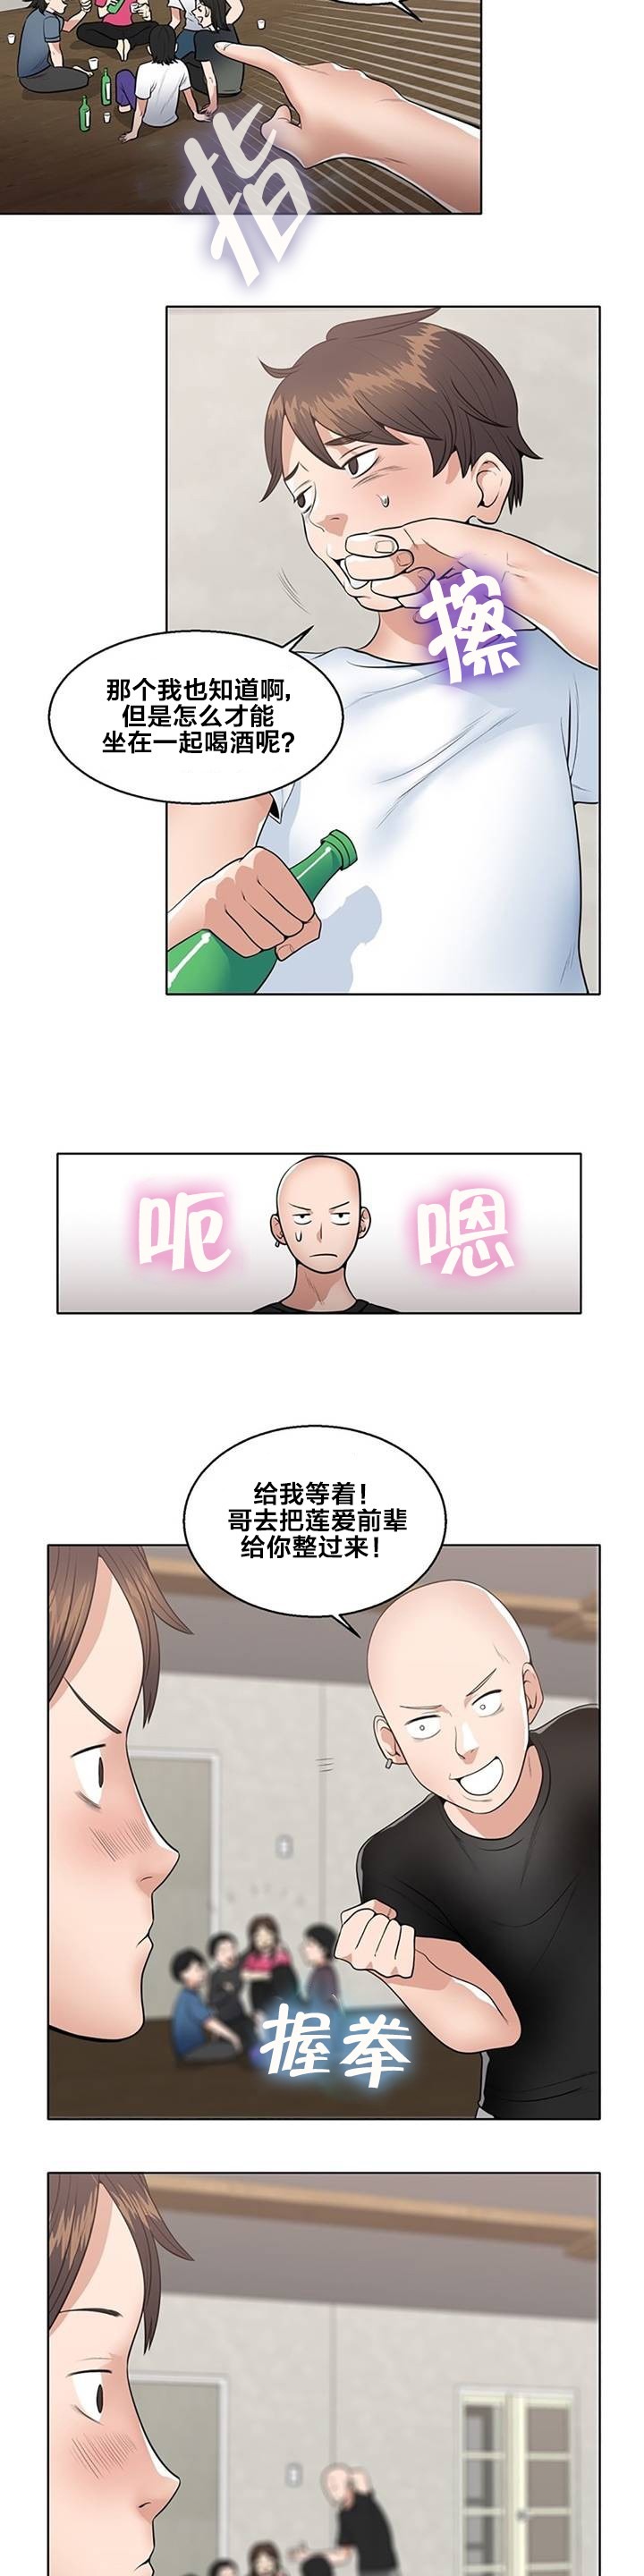 指
擦
那个我也知道啊,
但是怎么才能
坐在一起喝酒呢?
呃
嗯
给我等着!
哥去把莲爱前辈
给你整过来!
握拳